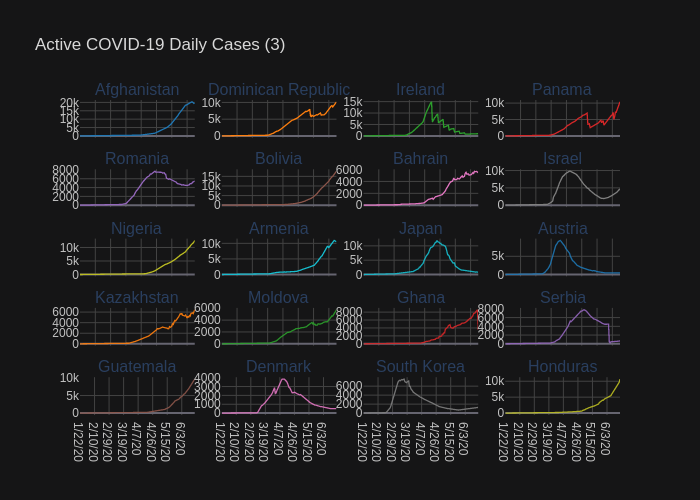 Active COVID-19 Daily Cases (3)
Afghanistan Dominican Republic Ireland Panama
20k 15k 10k 5k 0
10k 5k 0
15k 10k 5k 0
10k 5k 0
Romania Bolivia Bahrain Israel
8000 6000 4000 2000 0
15k 10k 5k 0
6000 4000 2000 0
10k 5k 0
Nigeria Armenia Japan Austria
10k 5k 0
10k 5k 0
10k 5k 0
5k 0
Kazakhstan Moldova Ghana Serbia
6000 4000 2000 0
6000 4000 2000 0
8000 6000 4000 2000 0
8000 6000 4000 2000 0
Guatemala Denmark South Korea Honduras
10k 5k 0
4000 3000 2000 1000 0
6000 4000 2000 0
10k 5k 0
1/22/20 2/10/20 2/29/20 3/19/20 4/7/20 4/26/20 5/15/20 6/3/20
1/22/20 2/10/20 2/29/20 3/19/20 4/7/20 4/26/20 5/15/20 6/3/20
1/22/20 2/10/20 2/29/20 3/19/20 4/7/20 4/26/20 5/15/20 6/3/20
1/22/20 2/10/20 2/29/20 3/19/20 4/7/20 4/26/20 5/15/20 6/3/20